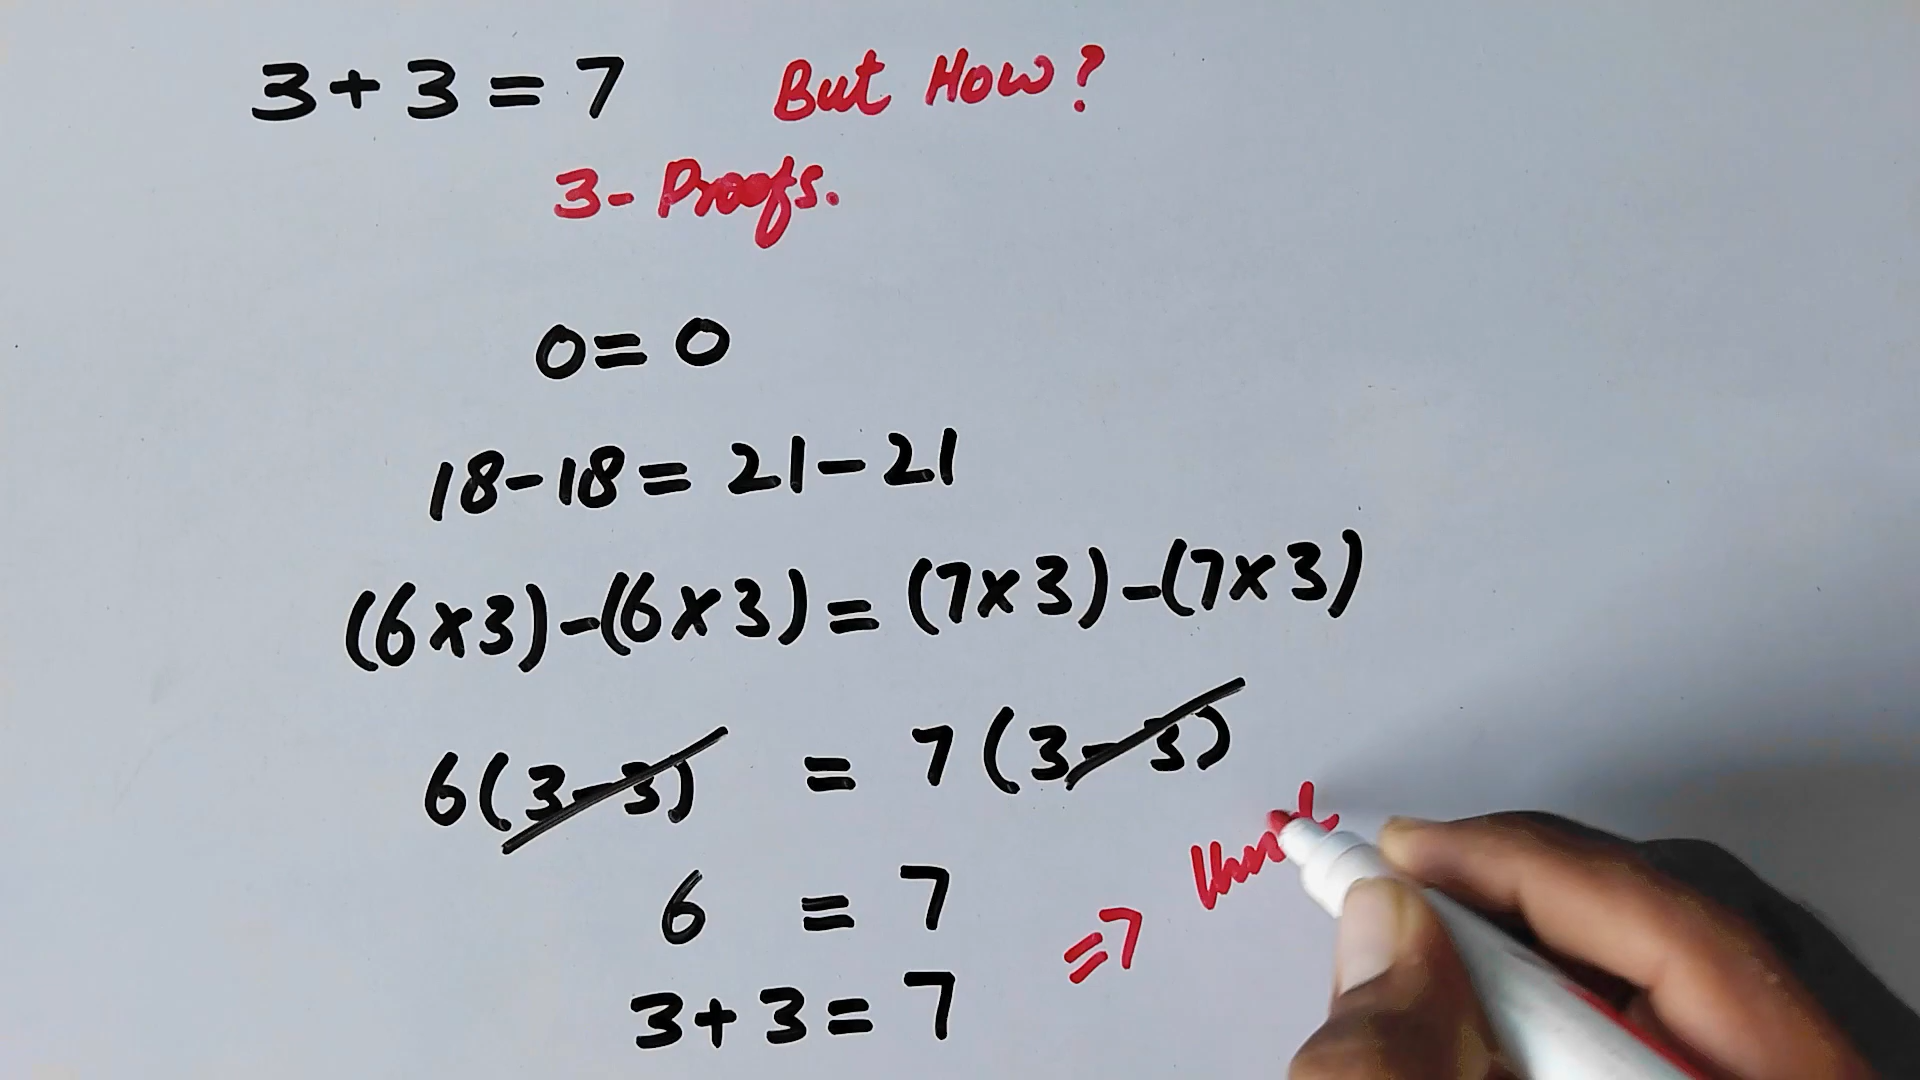 3+3=7 But How?
3-Proofs.
0=0
18-18=21-21
(6×3)-(6×3)=(7×3)-(7×3)
6(3-3) = 7(3-3)
6 = 7
=7
3+3=7